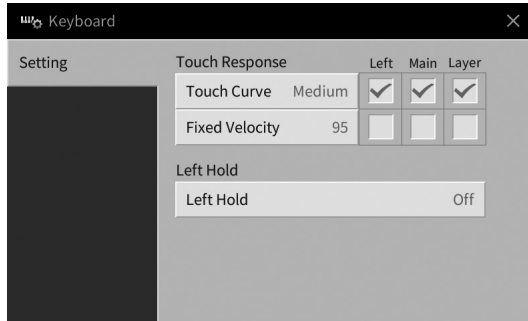 Keyboard
Setting
Touch Response Left Main Layer
Touch Curve Medium
Fixed Velocity 95
Left Hold
Left Hold Off